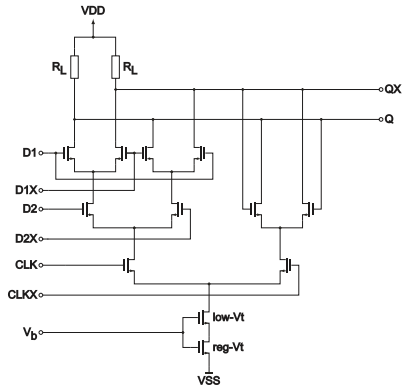 VDD
RL RL
QX
Q
D1
D1X
D2
D2X
CLK
CLKX
low-Vt
Vb
reg-Vt
VSS